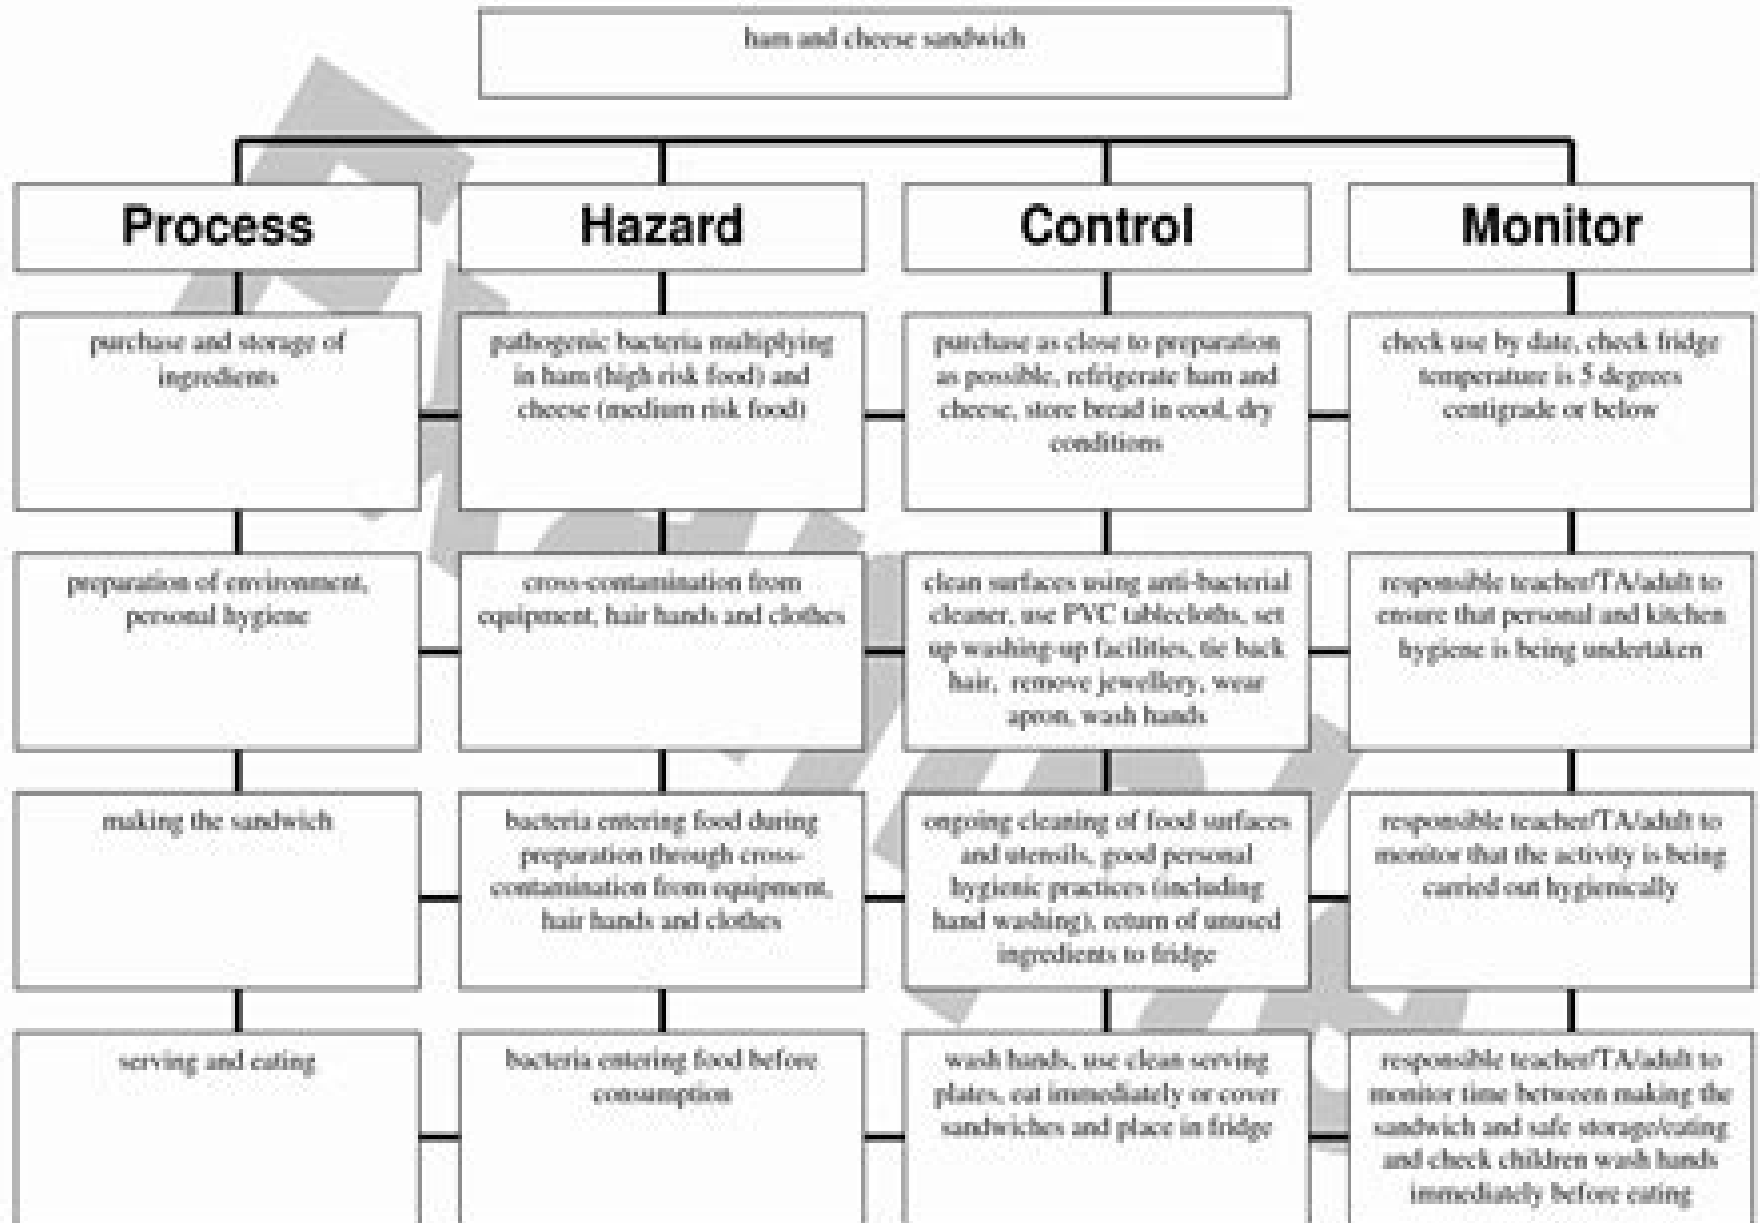 ham and cheese sandwich
Process
Hazard
Control
Monitor
purchase and storage of
ingredients
pathogenic bacteria multiplying
in ham (high risk food) and
cheese (medium risk food)
purchase as close to preparation
as possible, refrigerate ham and
cheese, store bread in cool, dry
conditions
check use by date, check fridge
temperature is 5 degrees
centigrade or below
preparation of environment,
personal hygiene
cross-contamination from
equipment, hair hands and clothes
clean surfaces using anti-bacterial
cleaner, use PVC tablecloths, set
up washing-up facilities, tie back
hair, remove jewellery, wear
apron, wash hands
responsible teacher/TA/adult to
ensure that personal and kitchen
hygiene is being undertaken
making the sandwich
bacteria entering food during
preparation through cross-
contamination from equipment,
hair hands and clothes
ongoing cleaning of food surfaces
and utensils, good personal
hygienic practices (including
hand washing), return of unused
ingredients to fridge
responsible teacher/TA/adult to
monitor that the activity is being
carried out hygienically
serving and eating
bacteria entering food before
consumption
wash hands, use clean serving
plates, eat immediately or cover
sandwiches and place in fridge
responsible teacher/TA/adult to
monitor time between making the
sandwich and safe storage/eating
and check children wash hands
immediately before eating